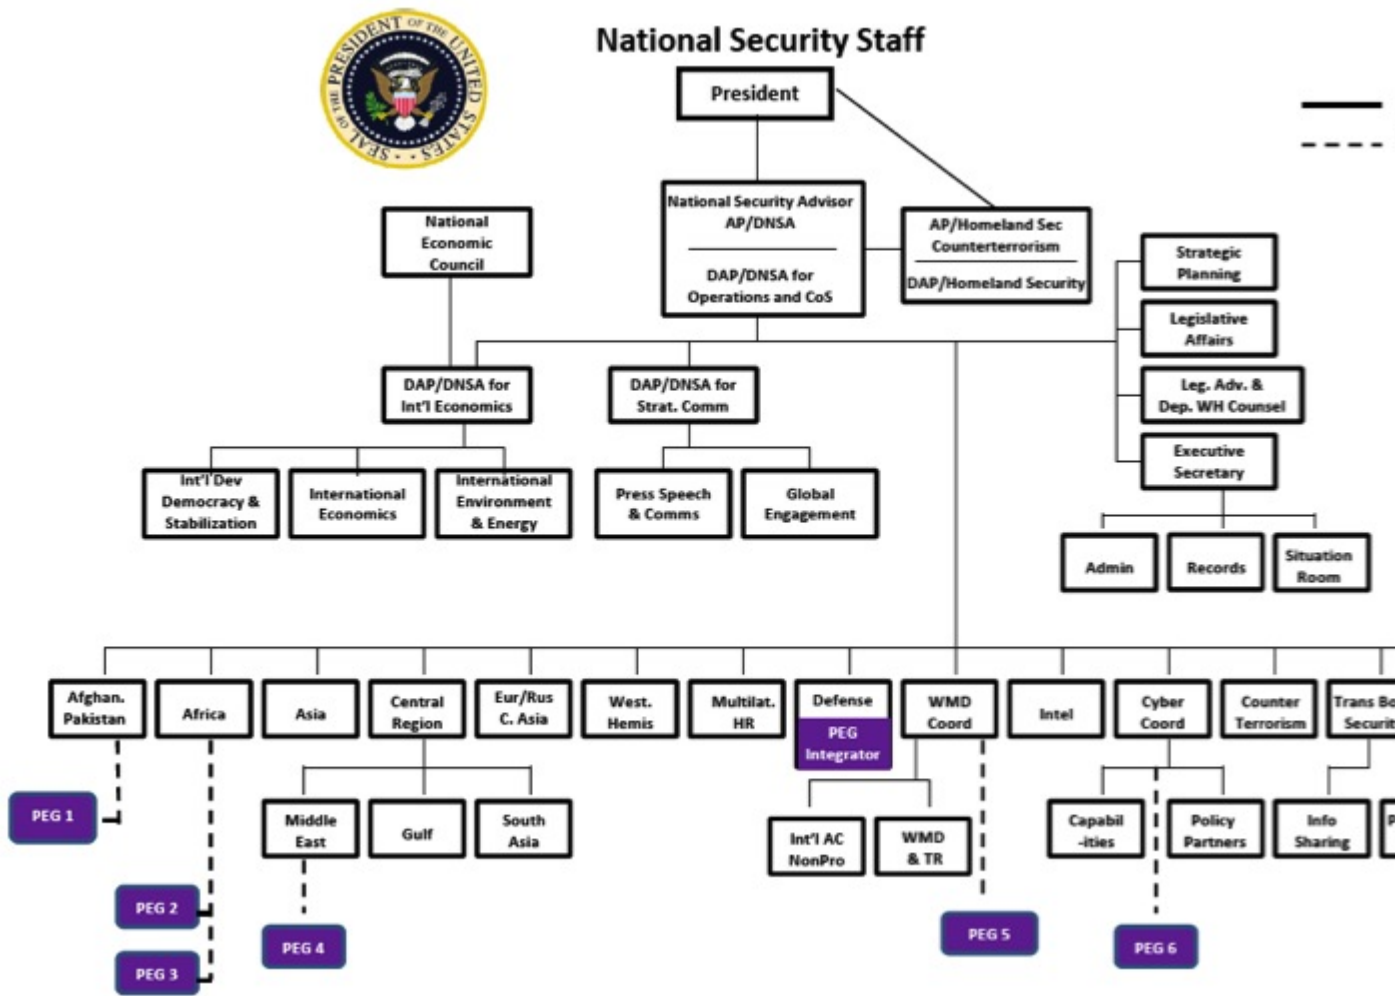 SEAL OF THE PRESIDENT OF THE UNITED STATES
National Security Staff
President
National Security Advisor
AP/DNSA
DAP/DNSA for
Operations and CoS
AP/Homeland Sec
Counterterrorism
DAP/Homeland Security
National
Economic
Council
Strategic
Planning
Legislative
Affairs
Leg. Adv. &
Dep. WH Counsel
Executive
Secretary
DAP/DNSA for
Int'l Economics
DAP/DNSA for
Strat. Comm
Int'l Dev
Democracy &
Stabilization
International
Economics
International
Environment
& Energy
Press Speech
& Comms
Global
Engagement
Admin
Records
Situation
Room
Afghan.
Pakistan
Africa
Asia
Central
Region
Eur/Rus
C. Asia
West.
Hemis
Multilat.
HR
Defense
PEG
Integrator
WMD
Coord
Intel
Cyber
Coord
Counter
Terrorism
Trans Bo
Securit
PEG 1
Middle
East
Gulf
South
Asia
Int'l AC
NonPro
WMD
& TR
Capabil
-ities
Policy
Partners
Info
Sharing
P
PEG 2
PEG 3
PEG 4
PEG 5
PEG 6